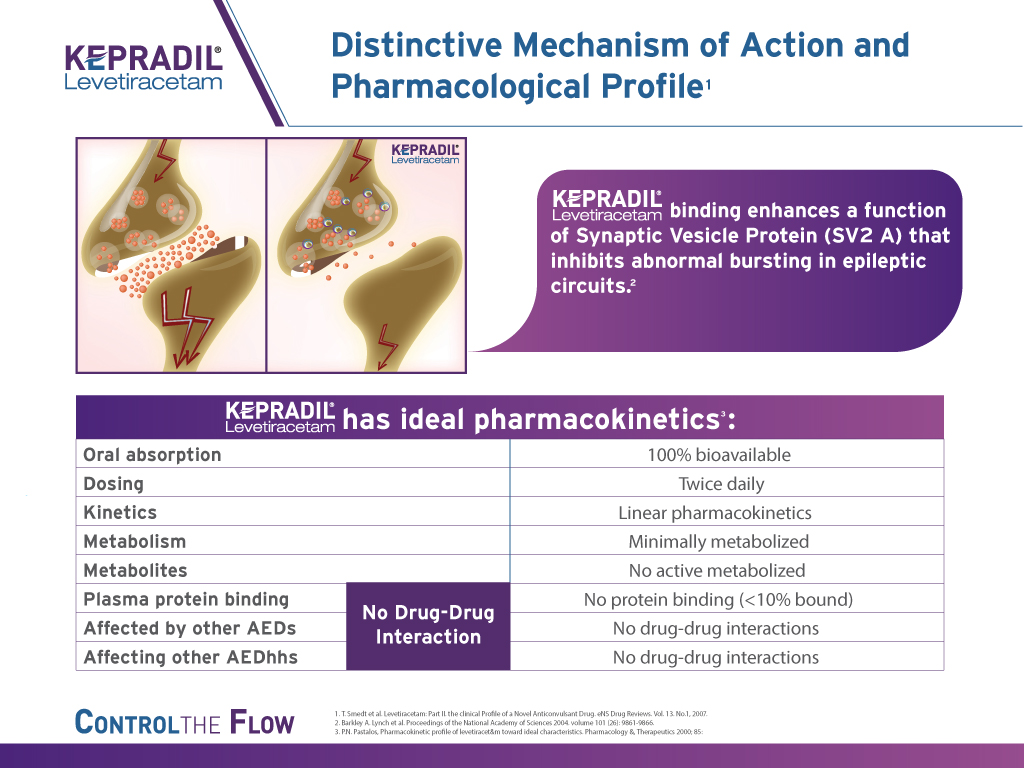 KEPRADIL®
Levetiracetam
Distinctive Mechanism of Action and
Pharmacological Profile¹
KEPRADIL®
Levetiracetam
KEPRADIL®
Levetiracetam binding enhances a function
of Synaptic Vesicle Protein (SV2 A) that
inhibits abnormal bursting in epileptic
circuits.²
KEPRADIL®
Levetiracetam has ideal pharmacokinetics³:
Oral absorption 100% bioavailable
Dosing Twice daily
Kinetics Linear pharmacokinetics
Metabolism Minimally metabolized
Metabolites No active metabolized
Plasma protein binding No protein binding (<10% bound)
No Drug-Drug
Interaction
Affected by other AEDs No drug-drug interactions
Affecting other AEDhhs No drug-drug interactions
CONTROL THE FLOW
1. T. Smedt et al. Levetiracetam: Part II. the clinical Profile of a Novel Anticonvulsant Drug. eNS Drug Reviews. Vol. 13. No.1, 2007.
2. Barkley A. Lynch et al. Proceedings of the National Academy of Sciences 2004. volume 101 (26): 9861-9866.
3. P.N. Pastalos, Pharmacokinetic profile of levetiracet&m toward ideal characteristics. Pharmacology &, Therapeutics 2000; 85: